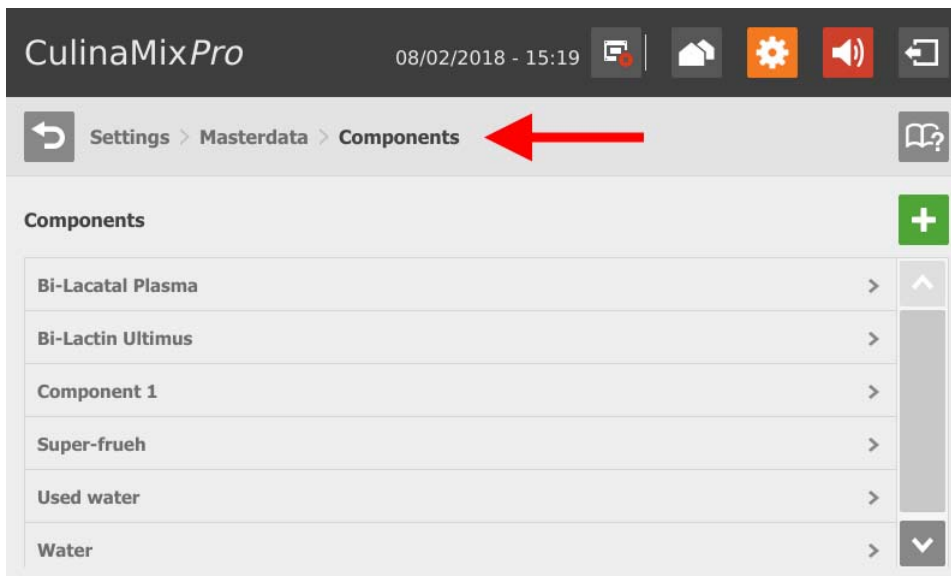 CulinaMixPro 08/02/2018 - 15:19
Settings > Masterdata > Components
Components
Bi-Lacatal Plasma
Bi-Lactin Ultimus
Component 1
Super-frueh
Used water
Water